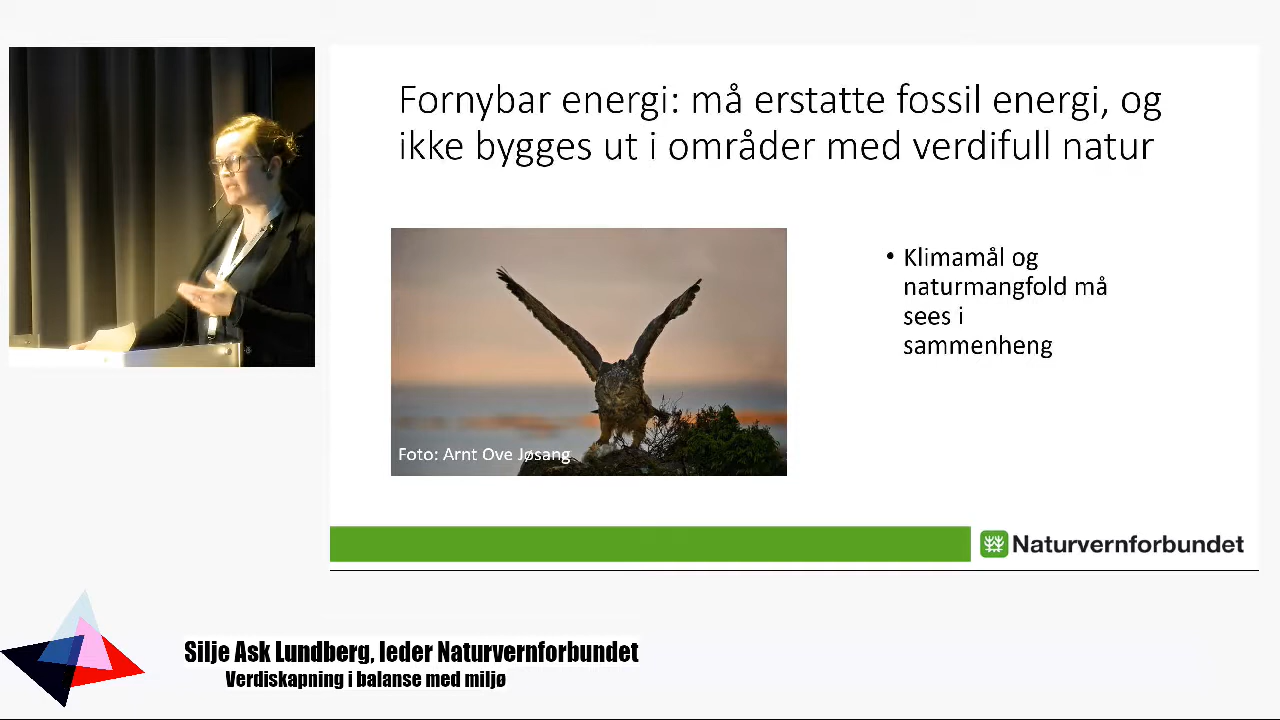 Fornybar energi: må erstatte fossil energi, og
ikke bygges ut i områder med verdifull natur
• Klimamål og
naturmangfold må
sees i
sammenheng
Foto: Arnt Ove Jøsang
Naturvernforbundet
Silje Ask Lundberg, leder Naturvernforbundet
Verdiskapning i balanse med miljø